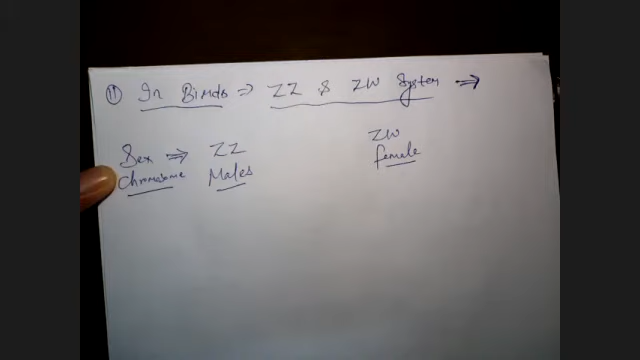 (11) In Birds => ZZ & ZW System =>
Sex => ZZ ZW
Chromosome Males female